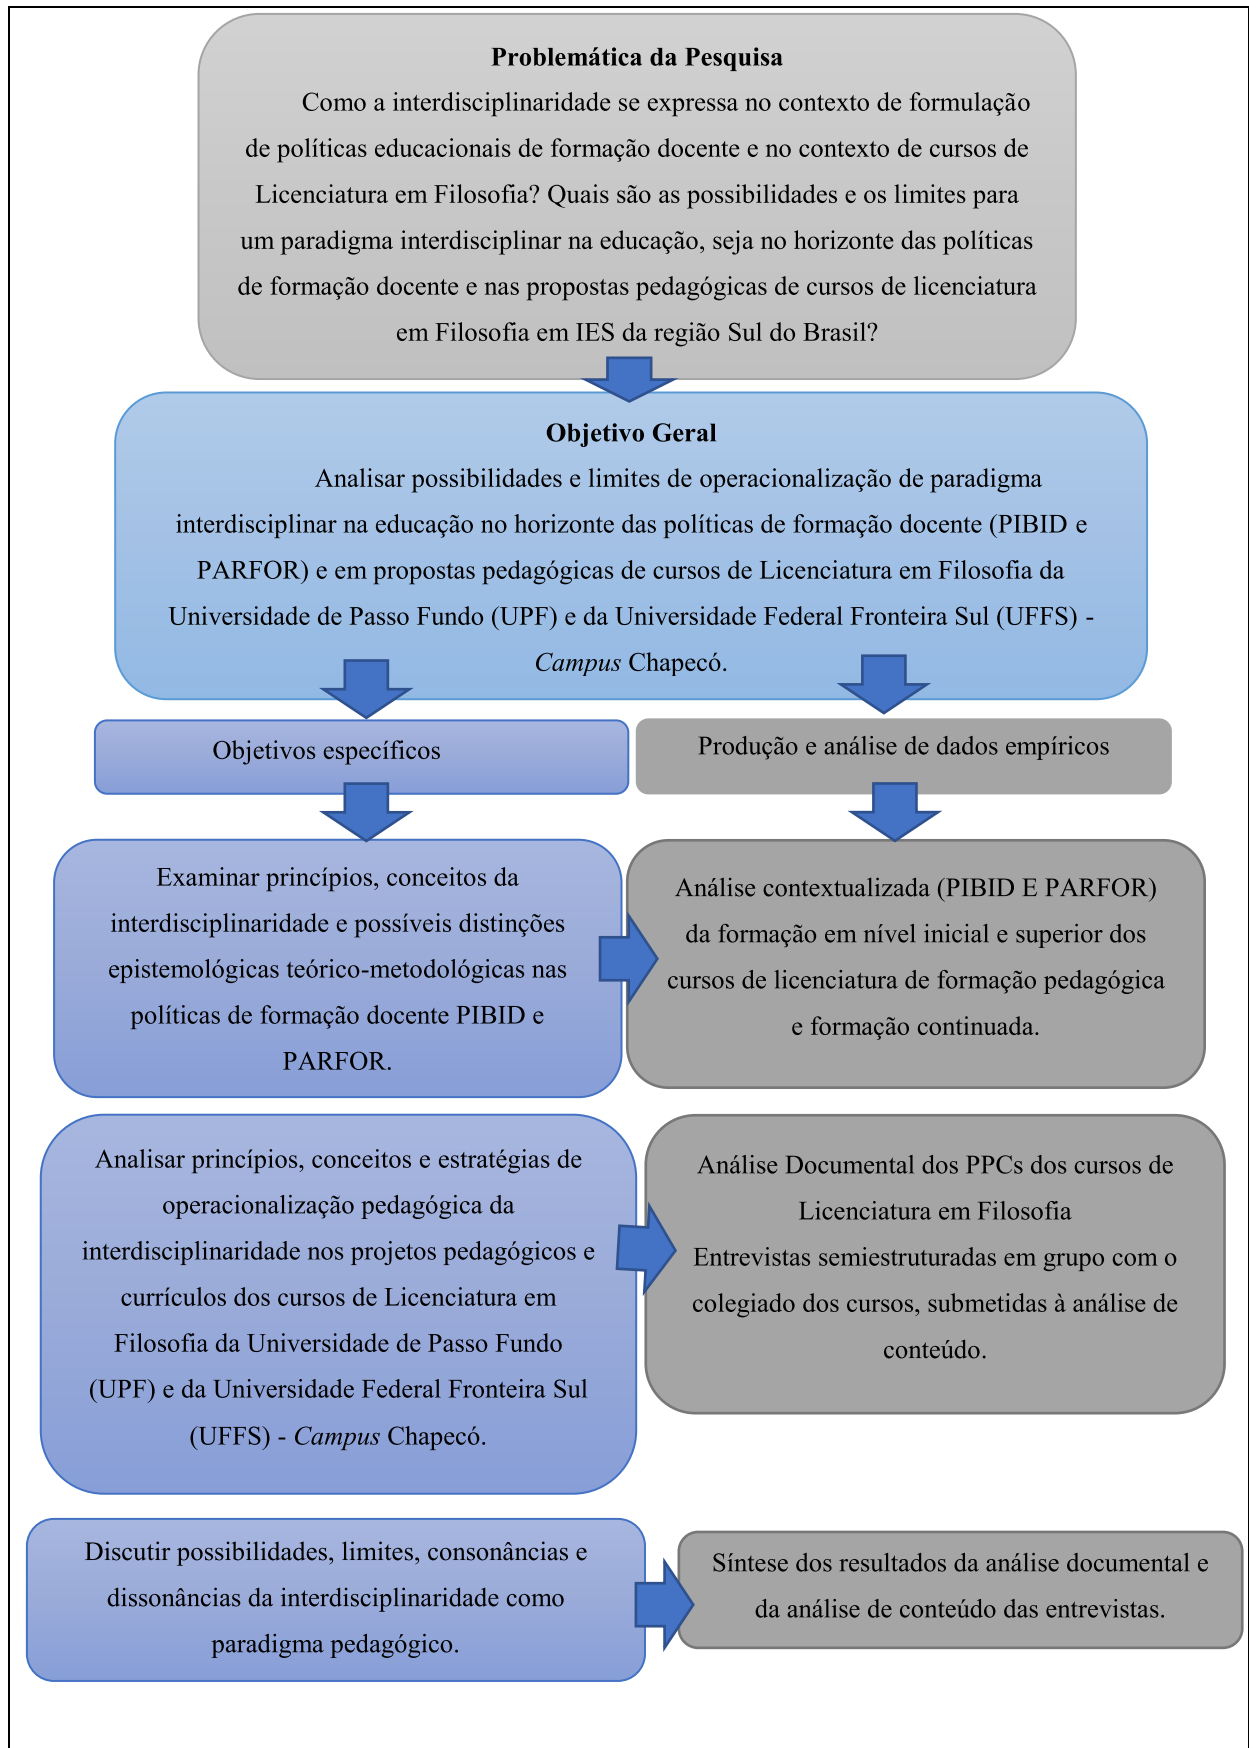 Problemática da Pesquisa
Como a interdisciplinaridade se expressa no contexto de formulação
de políticas educacionais de formação docente e no contexto de cursos de
Licenciatura em Filosofia? Quais são as possibilidades e os limites para
um paradigma interdisciplinar na educação, seja no horizonte das políticas
de formação docente e nas propostas pedagógicas de cursos de licenciatura
em Filosofia em IES da região Sul do Brasil?
Objetivo Geral
Analisar possibilidades e limites de operacionalização de paradigma
interdisciplinar na educação no horizonte das políticas de formação docente (PIBID e
PARFOR) e em propostas pedagógicas de cursos de Licenciatura em Filosofia da
Universidade de Passo Fundo (UPF) e da Universidade Federal Fronteira Sul (UFFS) -
Campus Chapecó.
Objetivos específicos
Produção e análise de dados empíricos
Examinar princípios, conceitos da
interdisciplinaridade e possíveis distinções
epistemológicas teórico-metodológicas nas
políticas de formação docente PIBID e
PARFOR.
Análise contextualizada (PIBID E PARFOR)
da formação em nível inicial e superior dos
cursos de licenciatura de formação pedagógica
e formação continuada.
Analisar princípios, conceitos e estratégias de
operacionalização pedagógica da
interdisciplinaridade nos projetos pedagógicos e
currículos dos cursos de Licenciatura em
Filosofia da Universidade de Passo Fundo
(UPF) e da Universidade Federal Fronteira Sul
(UFFS) - Campus Chapecó.
Análise Documental dos PPCs dos cursos de
Licenciatura em Filosofia
Entrevistas semiestruturadas em grupo com o
colegiado dos cursos, submetidas à análise de
conteúdo.
Discutir possibilidades, limites, consonâncias e
dissonâncias da interdisciplinaridade como
paradigma pedagógico.
Síntese dos resultados da análise documental e
da análise de conteúdo das entrevistas.